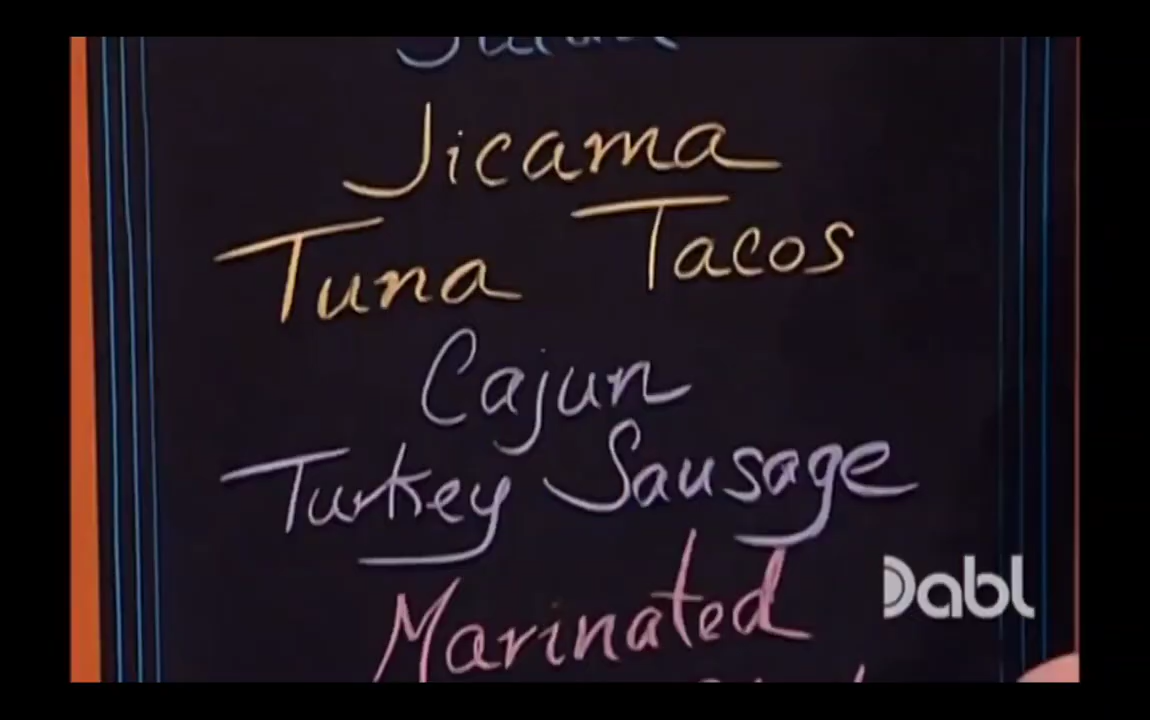 Jicama
Tuna Tacos
Cajun
Turkey Sausage
Marinated
Dabl